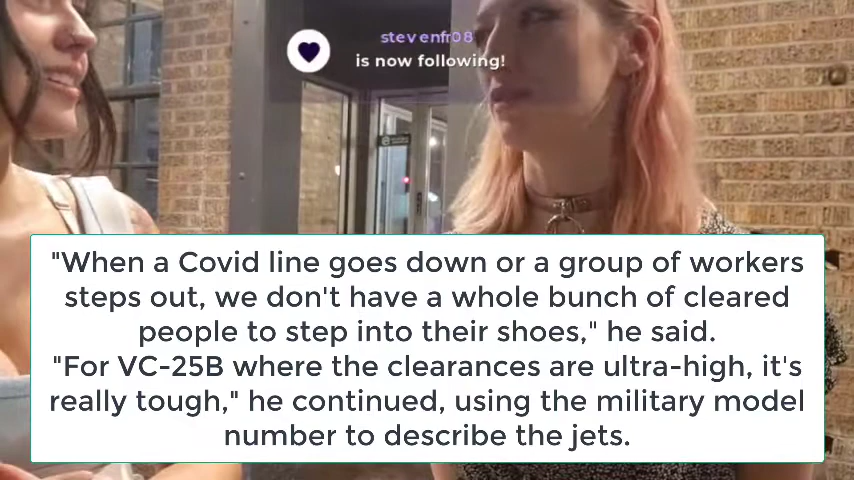 stevenfr08
is now following!
"When a Covid line goes down or a group of workers
steps out, we don't have a whole bunch of cleared
people to step into their shoes," he said.
"For VC-25B where the clearances are ultra-high, it's
really tough," he continued, using the military model
number to describe the jets.